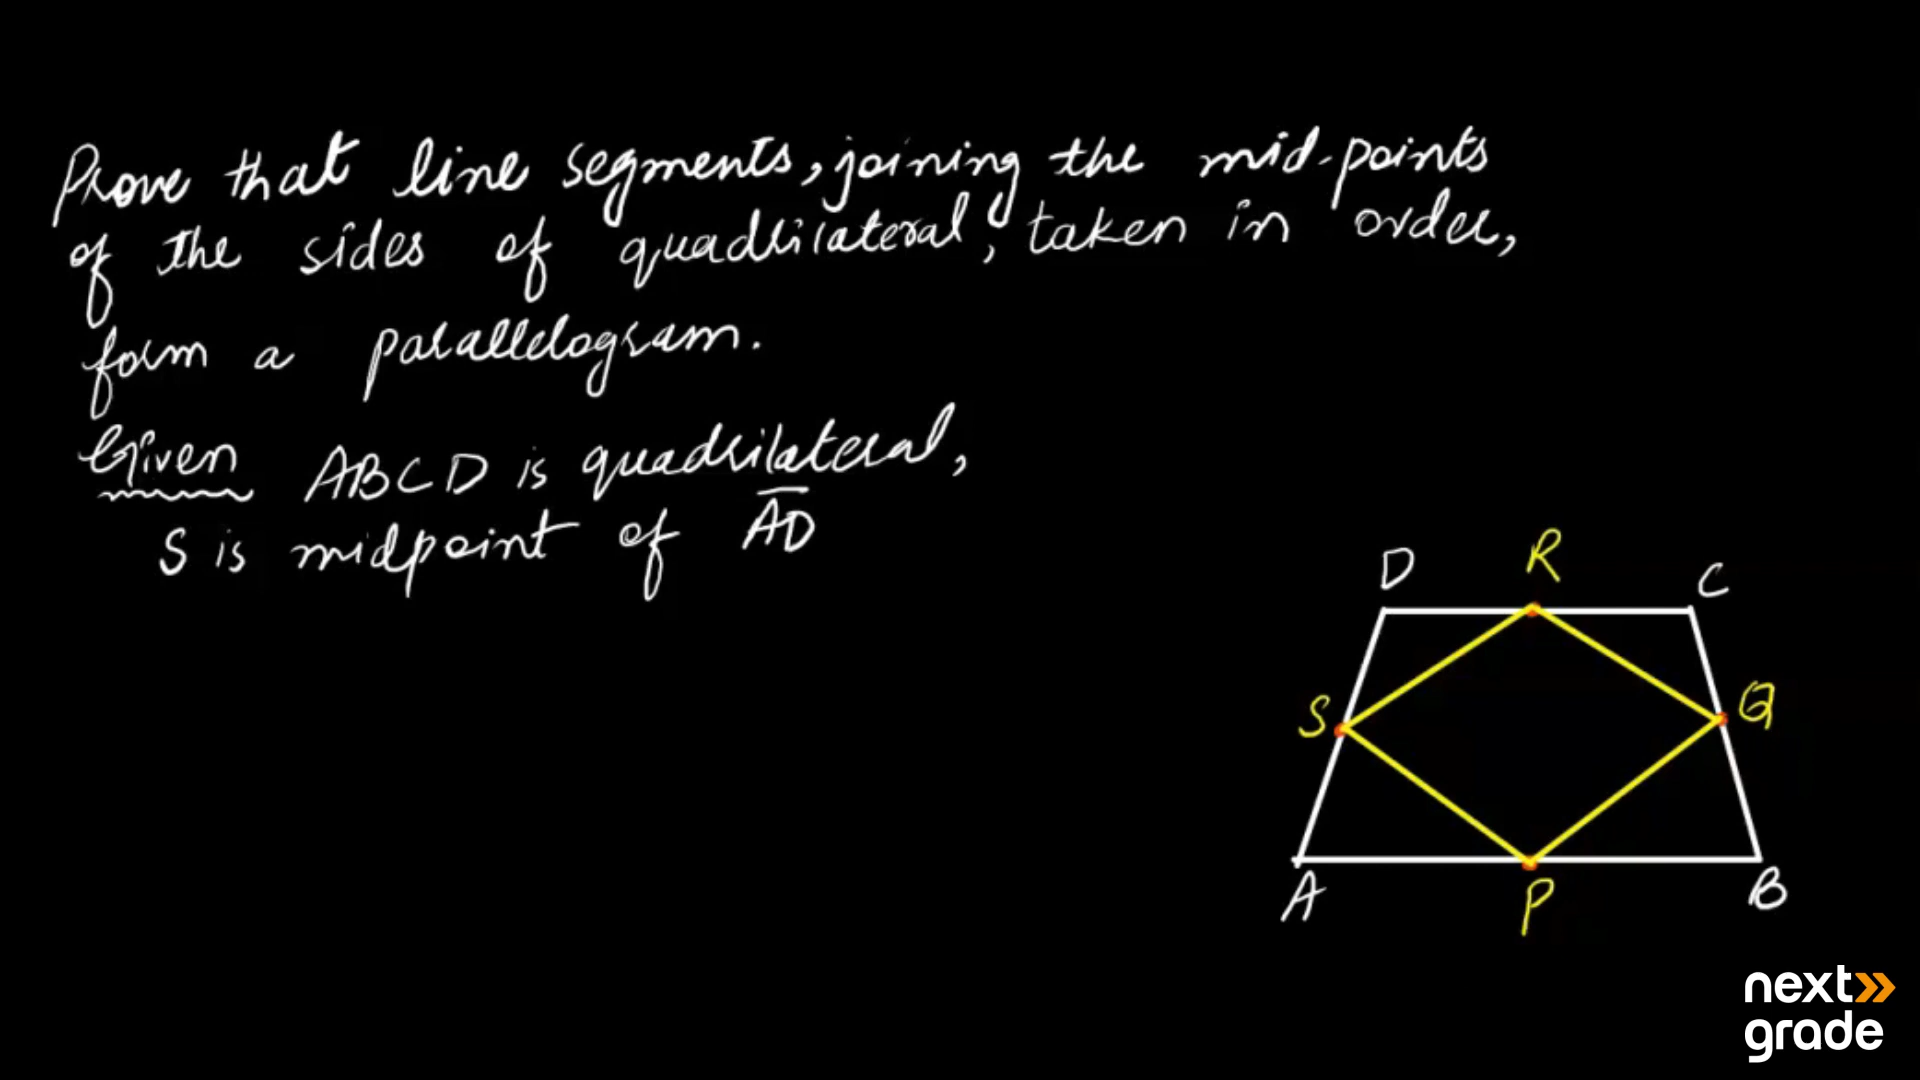 Prove that line segments, joining the mid-points
of the sides of quadrilateral, taken in order,
form a parallelogram.
Given ABCD is quadrilateral,
S is midpoint of AD
D R C
S Q
A P B
next
grade